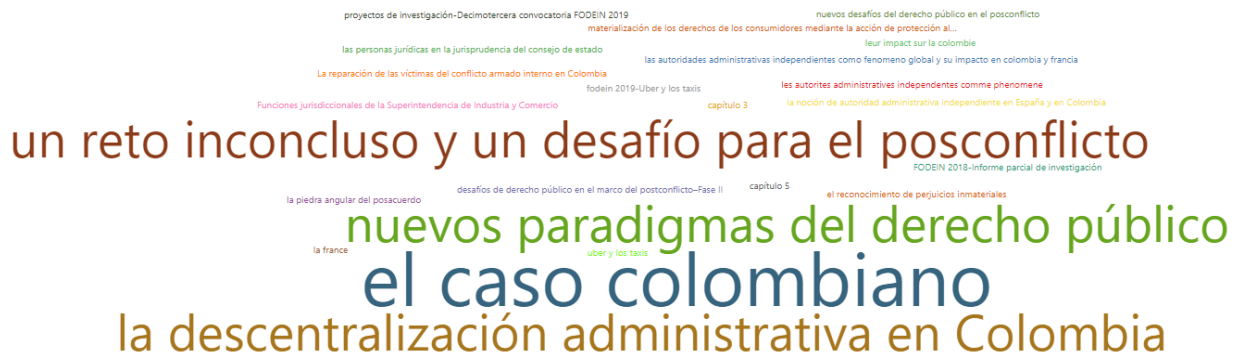 proyectos de investigación-Decimotercera convocatoria FODEIN 2019
nuevos desafíos del derecho público en el posconflicto
materialización de los derechos de los consumidores mediante la acción de protección al...
leur impact sur la colombie
las personas jurídicas en la jurisprudencia del consejo de estado
las autoridades administrativas independientes como fenomeno global y su impacto en colombia y francia
La reparación de las víctimas del conflicto armado interno en Colombia
fodein 2019-Uber y los taxis
les autorites administratives independentes comme phenomene
Funciones jurisdiccionales de la Superintendencia de Industria y Comercio
capítulo 3
la noción de autoridad administrativa independiente en España y en Colombia
un reto inconcluso y un desafío para el posconflicto
FODEIN 2018-Informe parcial de investigación
desafíos de derecho público en el marco del postconflicto–Fase II
capítulo 5
el reconocimiento de perjuicios inmateriales
la piedra angular del posacuerdo
nuevos paradigmas del derecho público
la france
uber y los taxis
el caso colombiano
la descentralización administrativa en Colombia